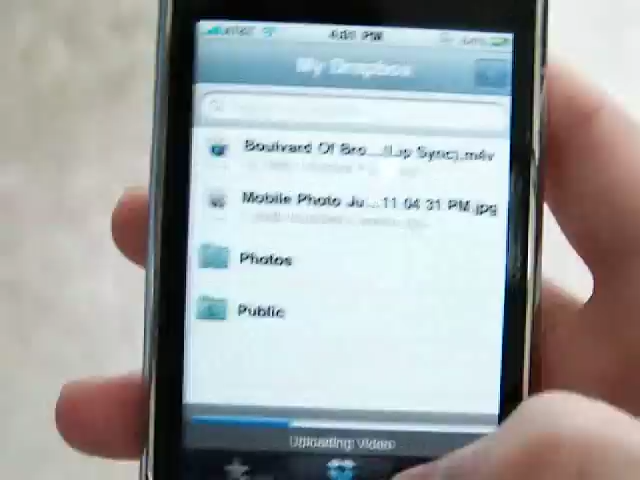 AT&T
My Dropbox
Boulvard Of Bro...(Lip Sync).m4v
Mobile Photo Ju...11 04 31 PM.jpg
Photos
Public
Uploading: Video